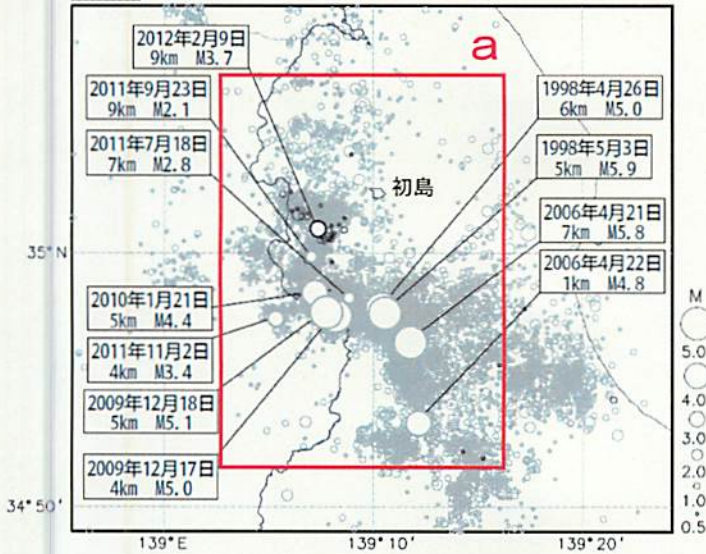 2012年2月9日
9km M3.7
a
2011年9月23日
9km M2.1
1998年4月26日
6km M5.0
2011年7月18日
7km M2.8
1998年5月3日
5km M5.9
初島
2006年4月21日
7km M5.8
35°N
2006年4月22日
1km M4.8
2010年1月21日
5km M4.4
2011年11月2日
4km M3.4
2009年12月18日
5km M5.1
2009年12月17日
4km M5.0
M
5.0
4.0
3.0
2.0
1.0
0.5
34°50'
139°E
139°10'
139°20'